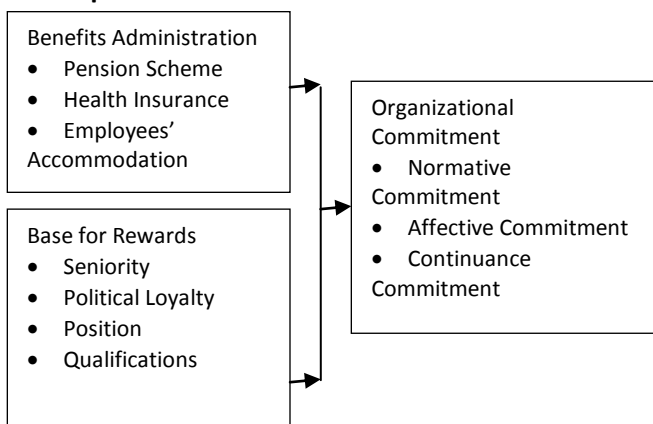 Benefits Administration
• Pension Scheme
• Health Insurance
• Employees'
Accommodation
Base for Rewards
• Seniority
• Political Loyalty
• Position
• Qualifications
Organizational
Commitment
• Normative
Commitment
• Affective Commitment
• Continuance
Commitment